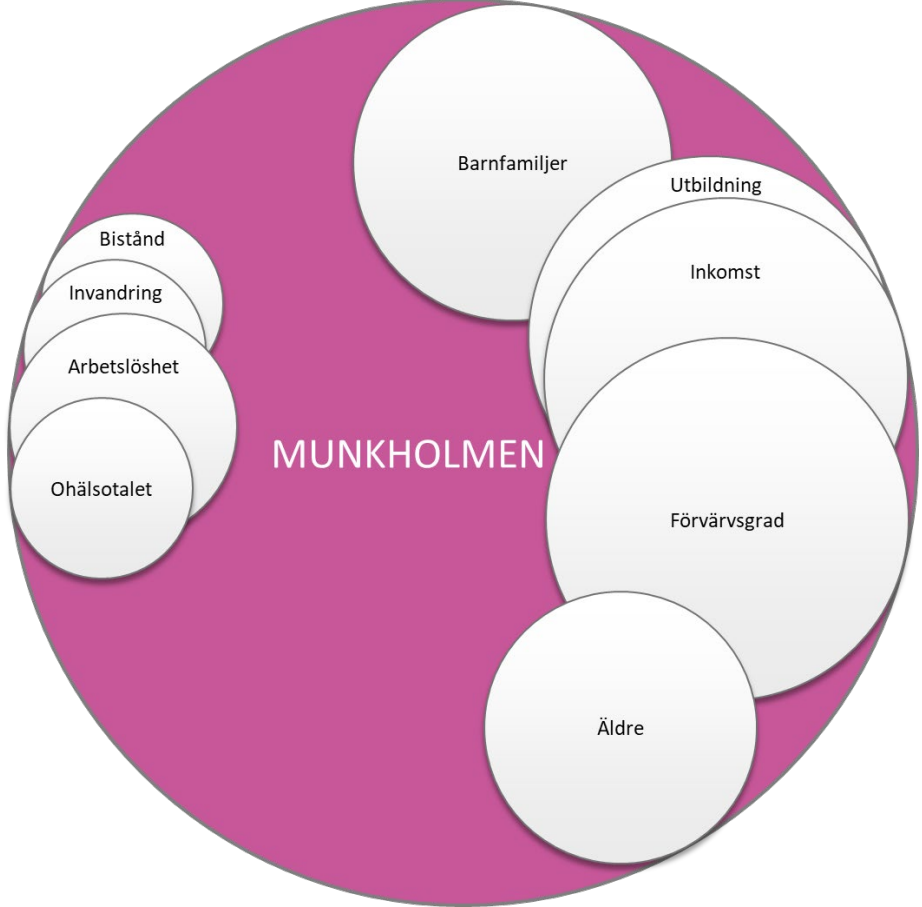 Barnfamiljer
Utbildning
Bistånd
Inkomst
Invandring
Arbetslöshet
MUNKHOLMEN
Ohälsotalet
Förvärvsgrad
Äldre